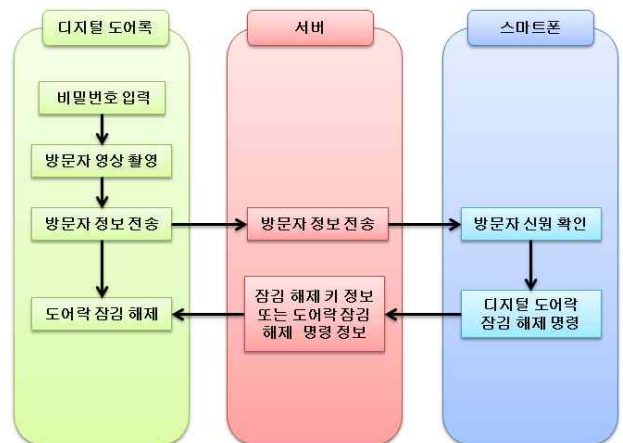 디지털 도어록
서버
스마트폰
비밀번호 입력
방문자 영상 촬영
방문자 정보 전송
방문자 정보 전송
방문자 신원 확인
도어락 잠김 해제
잠김 해제 키 정보
또는 도어락 잠김
해제 명령 정보
디지털 도어락
잠김 해제 명령